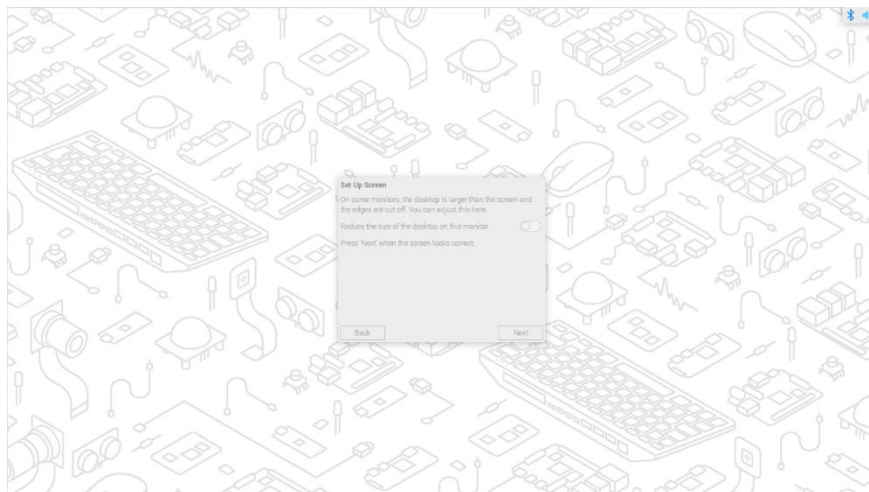 Set Up Screen
On some monitors, the desktop is larger than the screen and
the edges are cut off. You can adjust this here.
Reduce the size of the desktop on this monitor
Press 'Next' when the screen looks correct.
Back
Next